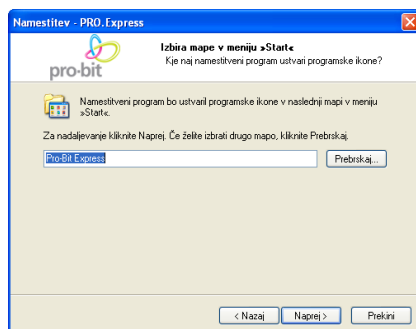 Namestitev - PRO.Express
pro-bit
Izbira mape v meniju »Start«
Kje naj namestitveni program ustvari programske ikone?
Namestitveni program bo ustvaril programske ikone v naslednji mapi v meniju
»Start«.
Za nadaljevanje kliknite Naprej. Če želite izbrati drugo mapo, kliknite Prebrskaj.
Pro-Bit Express
Prebrskaj...
< Nazaj
Naprej >
Prekini